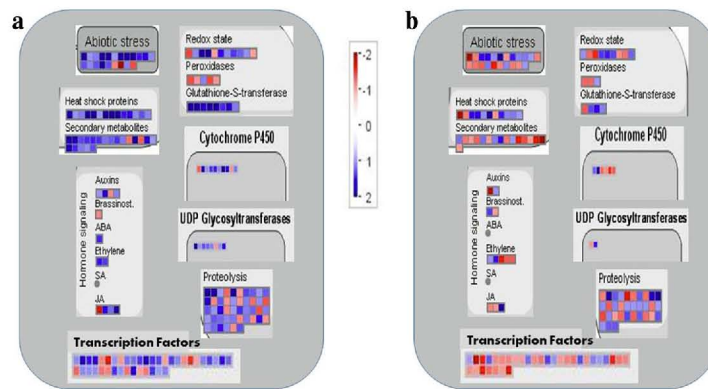 a
Abiotic stress
Redox state
Peroxidases
Glutathione-S-transferase
Heat shock proteins
Secondary metabolites
Cytochrome P450
Hormone signaling
Auxins
Brassinost.
ABA
Ethylene
SA
JA
UDP Glycosyltransferases
Proteolysis
Transcription Factors
-2
-1
0
1
2
b
Abiotic stress
Redox state
Peroxidases
Glutathione-S-transferase
Heat shock proteins
Secondary metabolites
Cytochrome P450
Hormone signaling
Auxins
Brassinost.
ABA
Ethylene
SA
JA
UDP Glycosyltransferases
Proteolysis
Transcription Factors